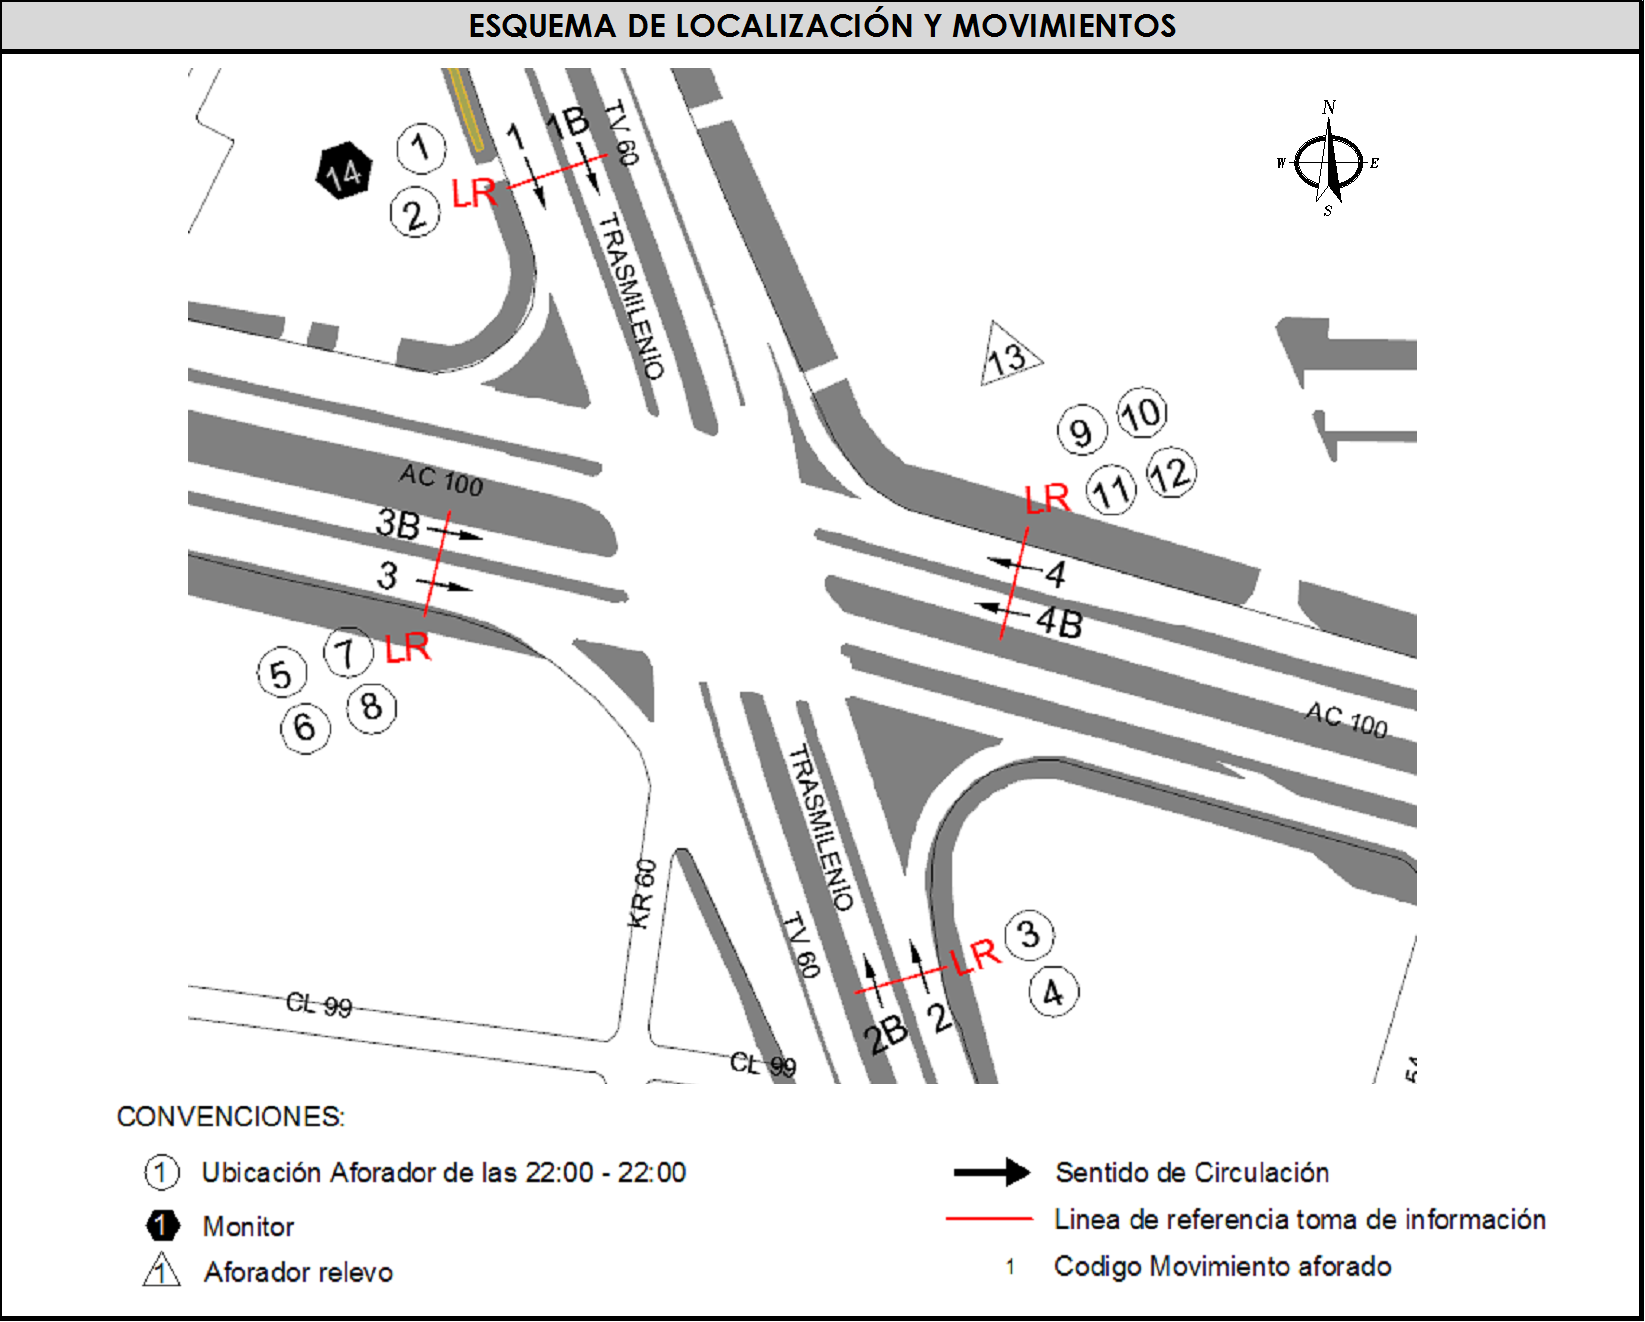 ESQUEMA DE LOCALIZACIÓN Y MOVIMIENTOS
N
W E
S
1
1B
TV 60
1
14
2
LR
TRASMILENIO
13
9
10
11
12
LR
AC 100
3B
3
4
4B
LR
5
7
6
8
AC 100
TRASMILENIO
KR 60
TV 60
LR
3
4
2B
2
CL 99
CL 99
54
CONVENCIONES:
1 Ubicación Aforador de las 22:00 - 22:00
1 Monitor
1 Aforador relevo
Sentido de Circulación
Linea de referencia toma de información
1 Codigo Movimiento aforado